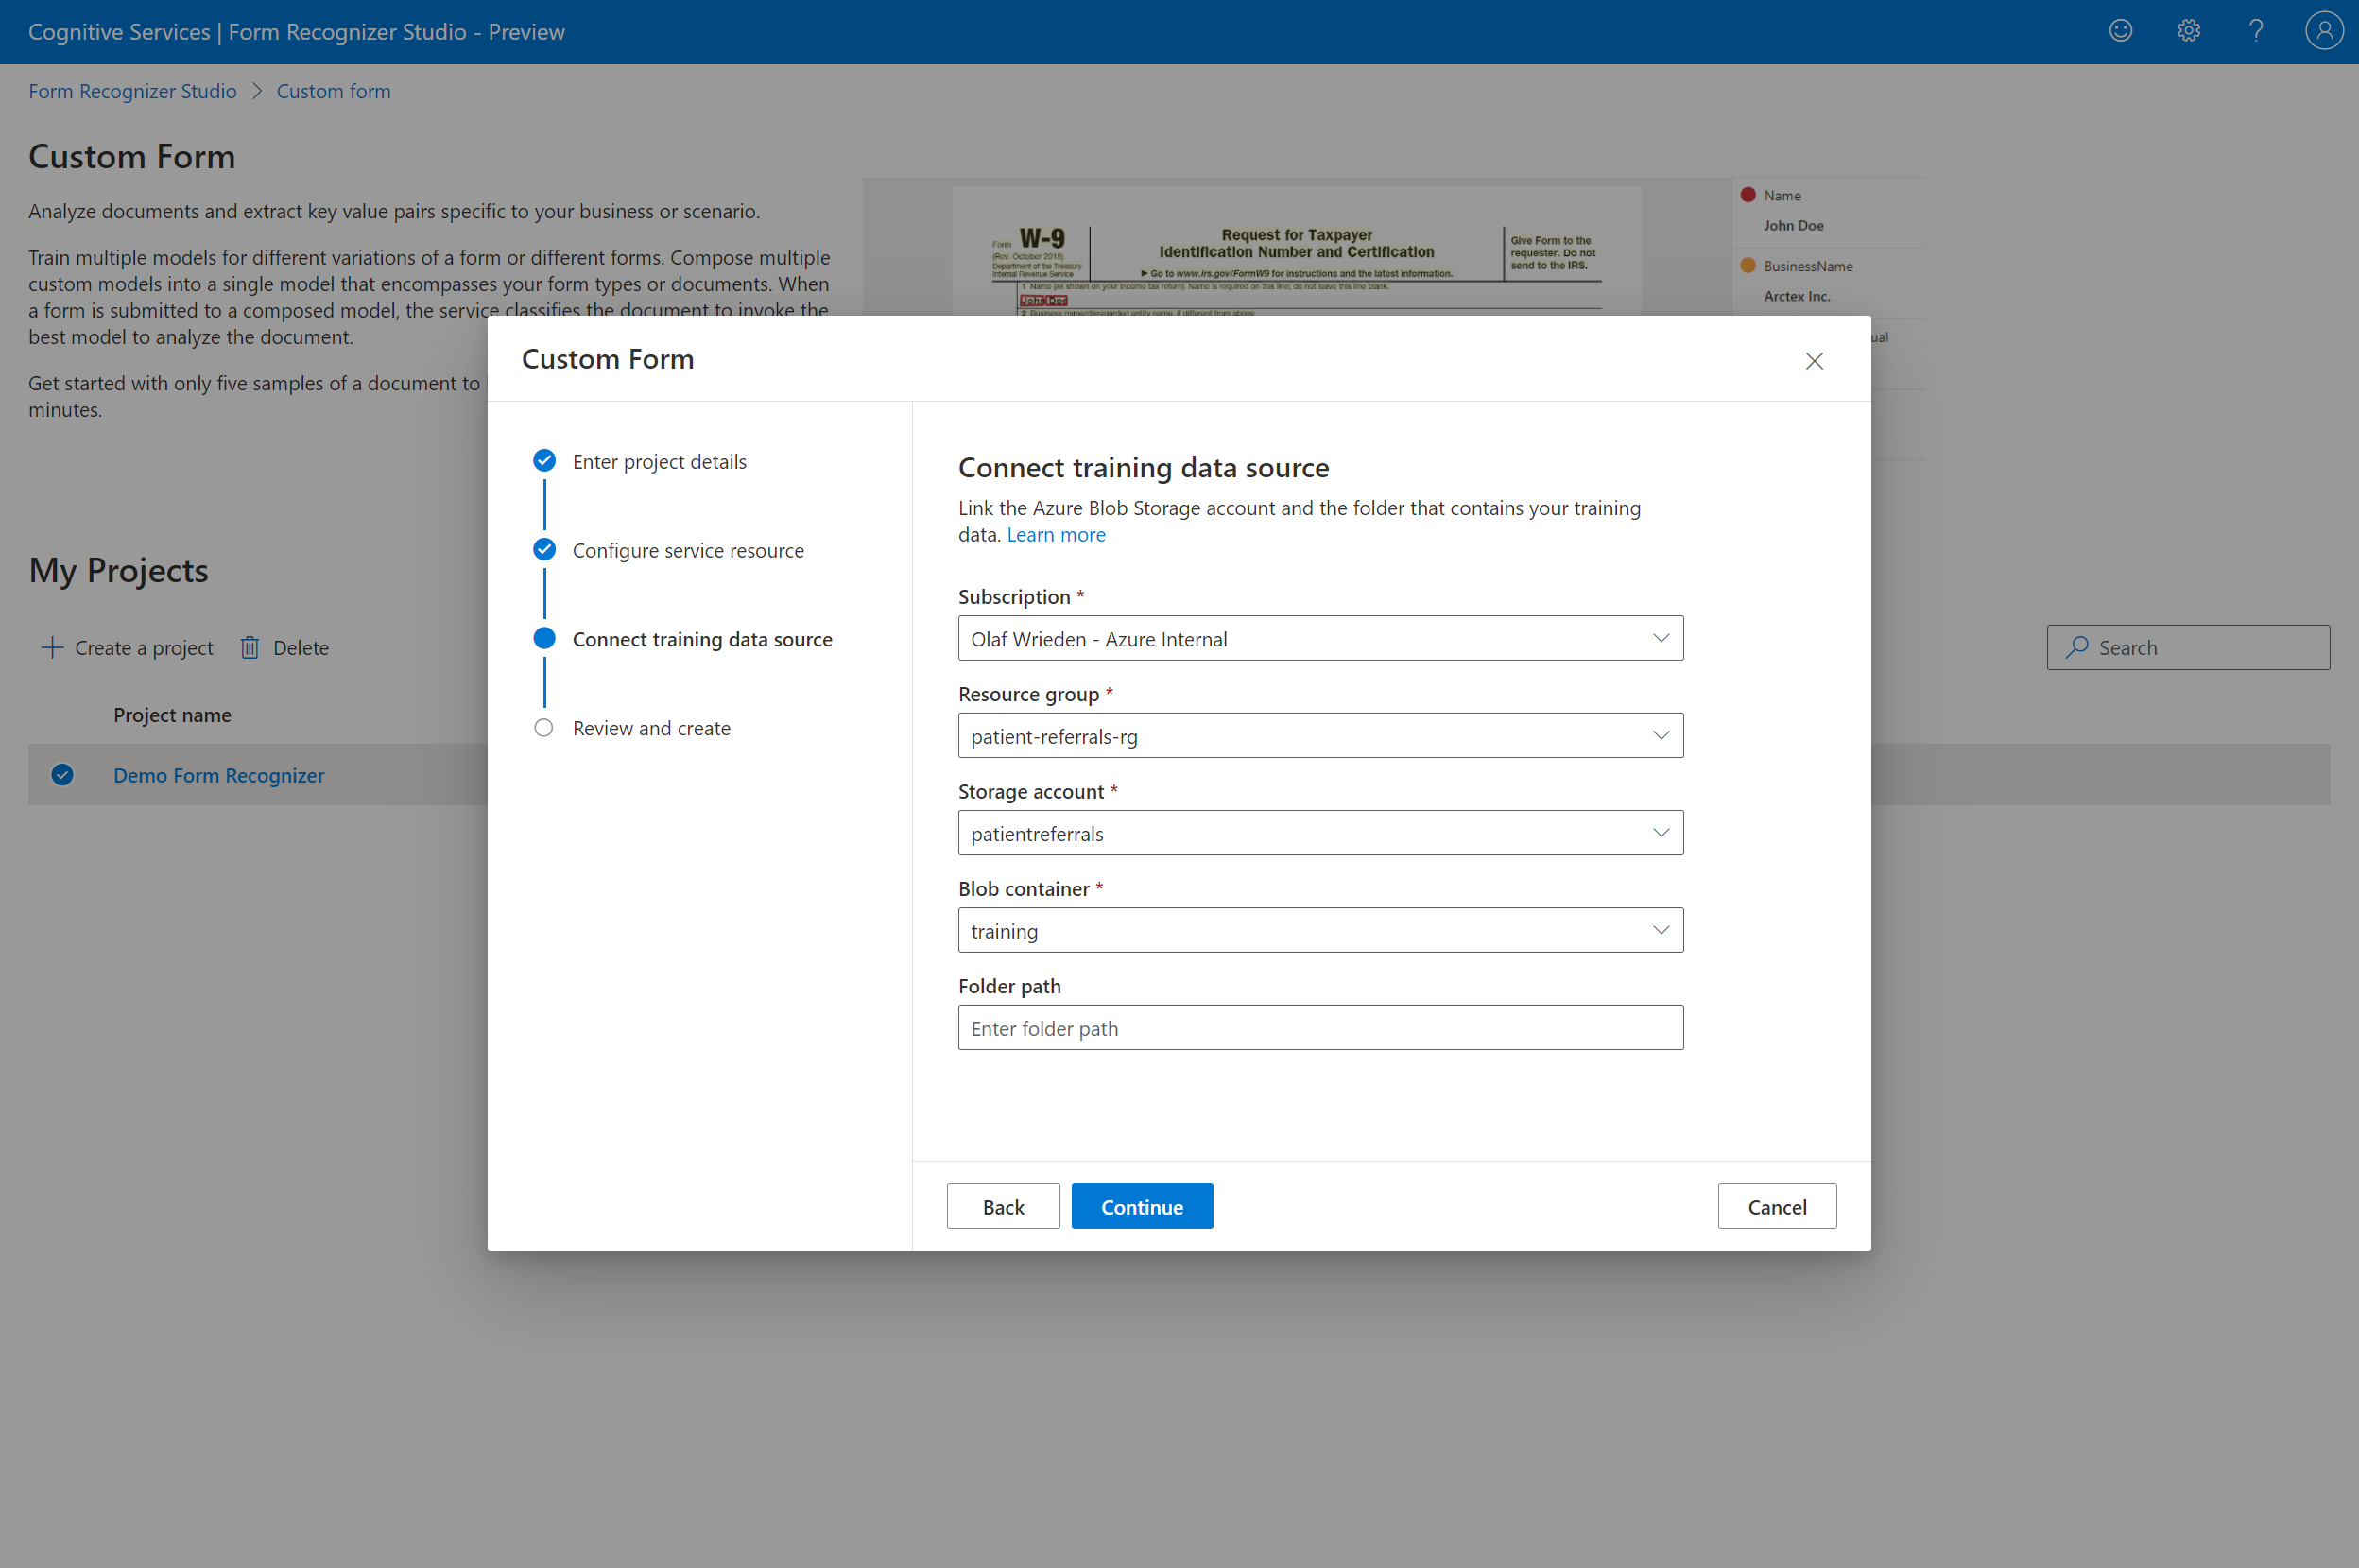 Cognitive Services | Form Recognizer Studio - Preview
Form Recognizer Studio > Custom form
Custom Form
Analyze documents and extract key value pairs specific to your business or scenario.
Train multiple models for different variations of a form or different forms. Compose multiple
custom models into a single model that encompasses your form types or documents. When
a form is submitted to a composed model, the service classifies the document to invoke the
best model to analyze the document.
Get started with only five samples of a document to
minutes.
Form W-9
(Rev. October 2018)
Department of the Treasury
Internal Revenue Service
Request for Taxpayer
Identification Number and Certification
▶ Go to www.irs.gov/FormW9 for instructions and the latest information.
Give Form to the
requester. Do not
send to the IRS.
1 Name (as shown on your income tax return). Name is required on this line; do not leave this line blank.
John Doe
2 Business name/disregarded entity name, if different from above
Name
John Doe
BusinessName
Arctex Inc.
ual
My Projects
Create a project
Delete
Search
Project name
Demo Form Recognizer
Custom Form
Enter project details
Configure service resource
Connect training data source
Review and create
Connect training data source
Link the Azure Blob Storage account and the folder that contains your training
data. Learn more
Subscription *
Olaf Wrieden - Azure Internal
Resource group *
patient-referrals-rg
Storage account *
patientreferrals
Blob container *
training
Folder path
Enter folder path
Back
Continue
Cancel